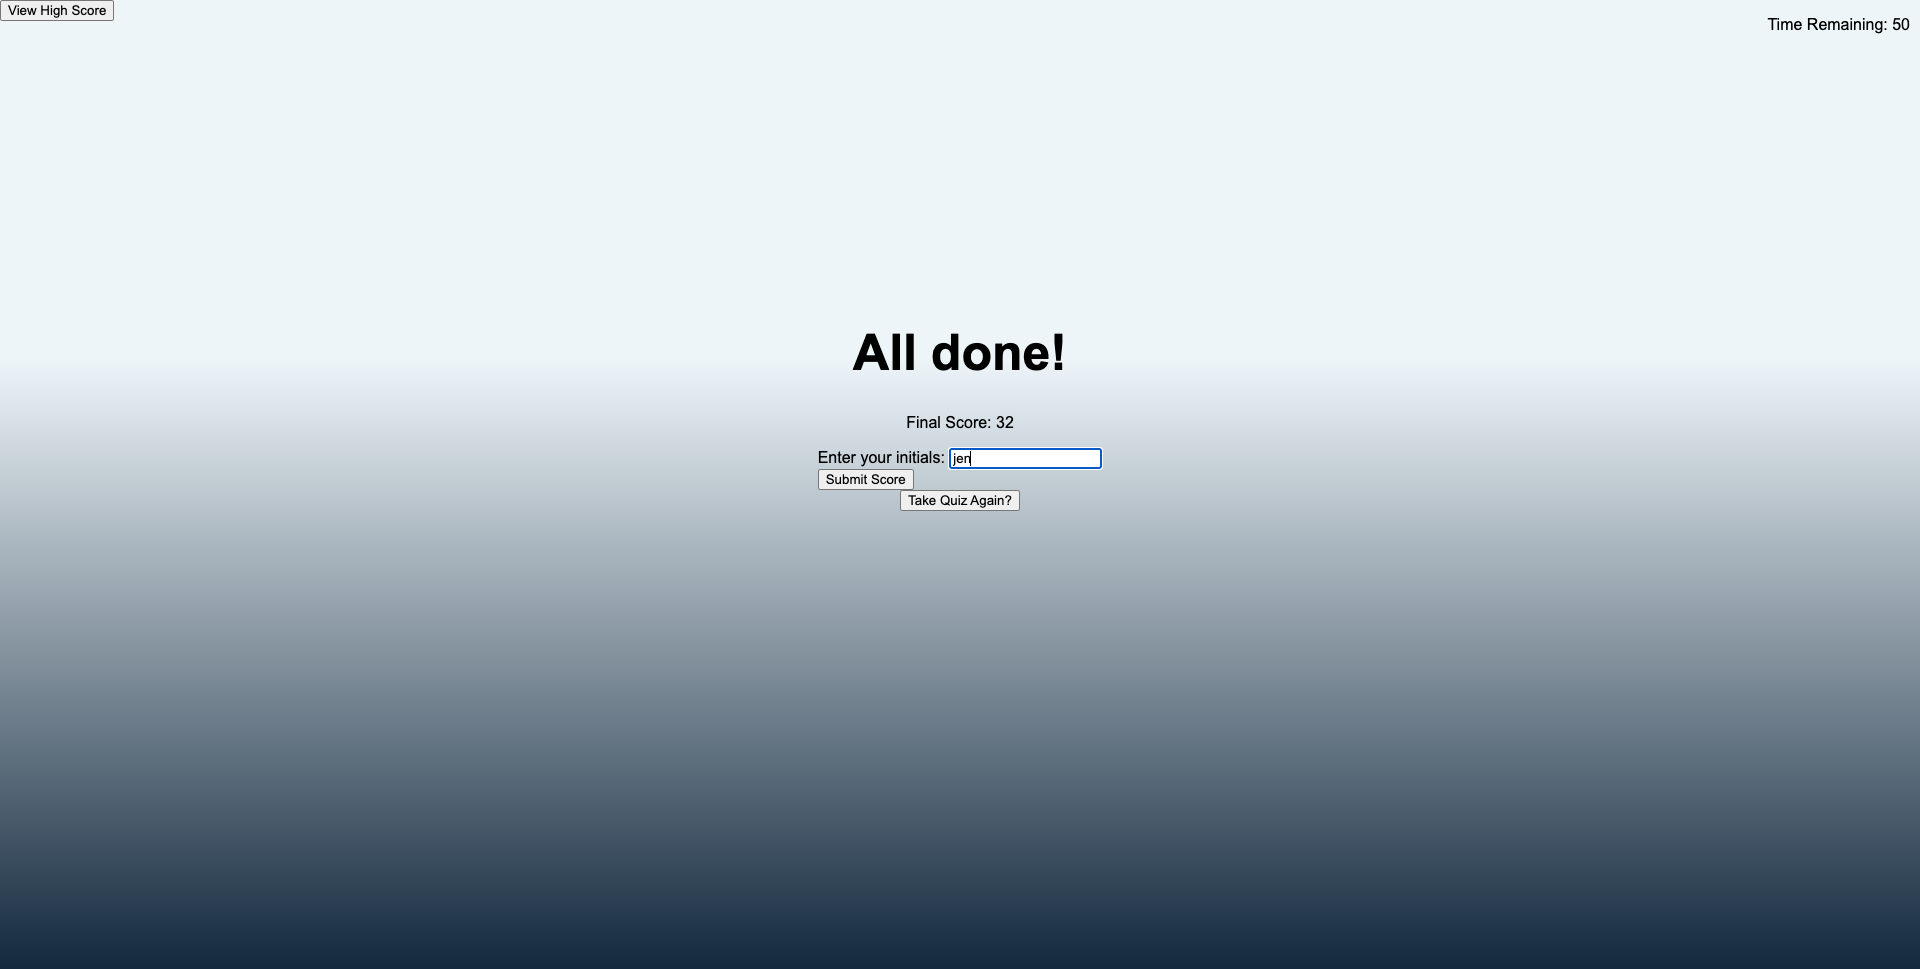 View High Score
Time Remaining: 50
All done!
Final Score: 32
Enter your initials: jen
Submit Score
Take Quiz Again?